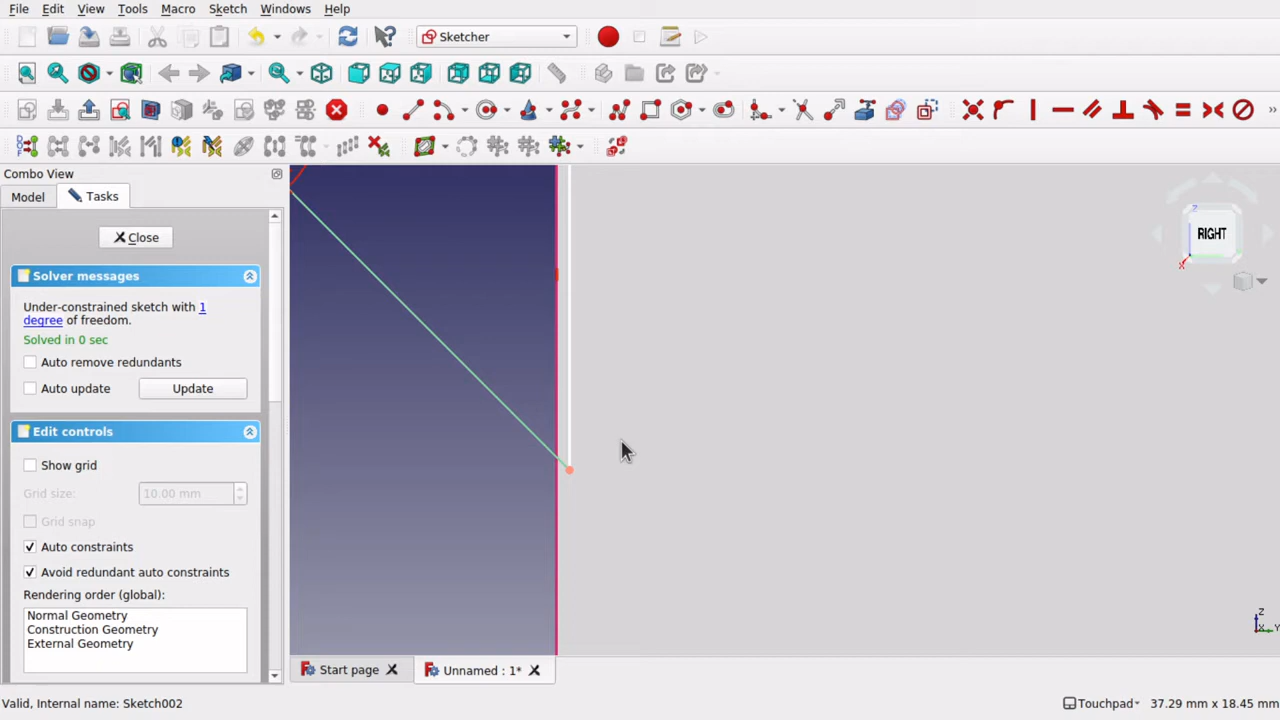 File Edit View Tools Macro Sketch Windows Help
Sketcher
Combo View
Model Tasks
Close
Solver messages
Under-constrained sketch with 1
degree of freedom.
Solved in 0 sec
Auto remove redundants
Auto update Update
Edit controls
Show grid
Grid size: 10.00 mm
Grid snap
Auto constraints
Avoid redundant auto constraints
Rendering order (global):
Normal Geometry
Construction Geometry
External Geometry
Z
RIGHT
X
Z
X Y
Start page Unnamed : 1*
Valid, Internal name: Sketch002 Touchpad 37.29 mm x 18.45 mm